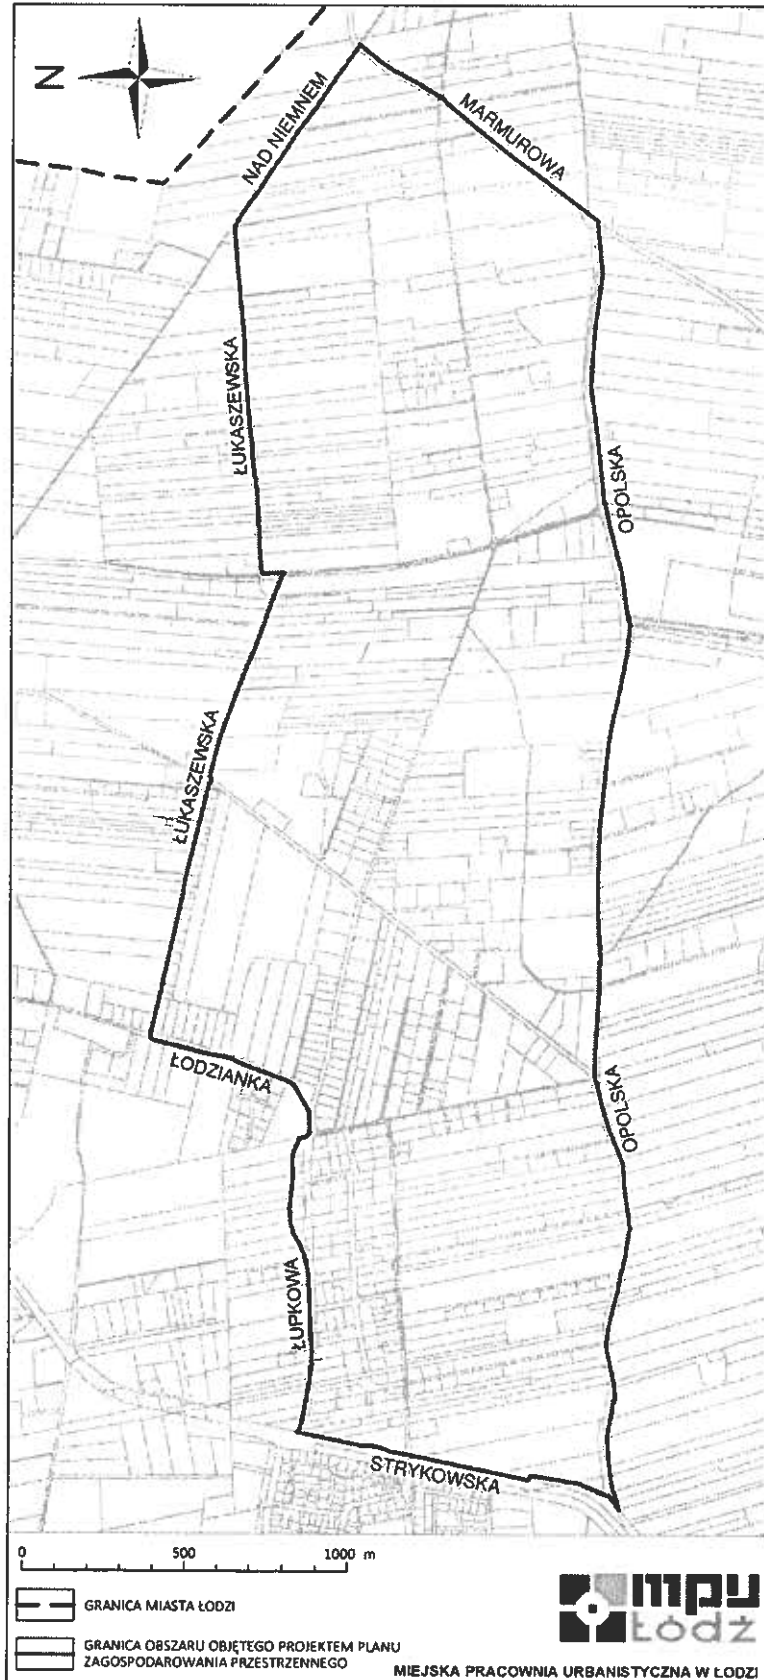 N
NAD NIEMNEM
MARMUROWA
ŁUKASZEWSKA
OPOLSKA
ŁUKASZEWSKA
ŁODZIANKA
OPOLSKA
ŁUPKOWA
STRYKOWSKA
0 500 1000 m
GRANICA MIASTA ŁODZI
GRANICA OBSZARU OBJĘTEGO PROJEKTEM PLANU
ZAGOSPODAROWANIA PRZESTRZENNEGO
mpu
Łódź
MIEJSKA PRACOWNIA URBANISTYCZNA W ŁODZI